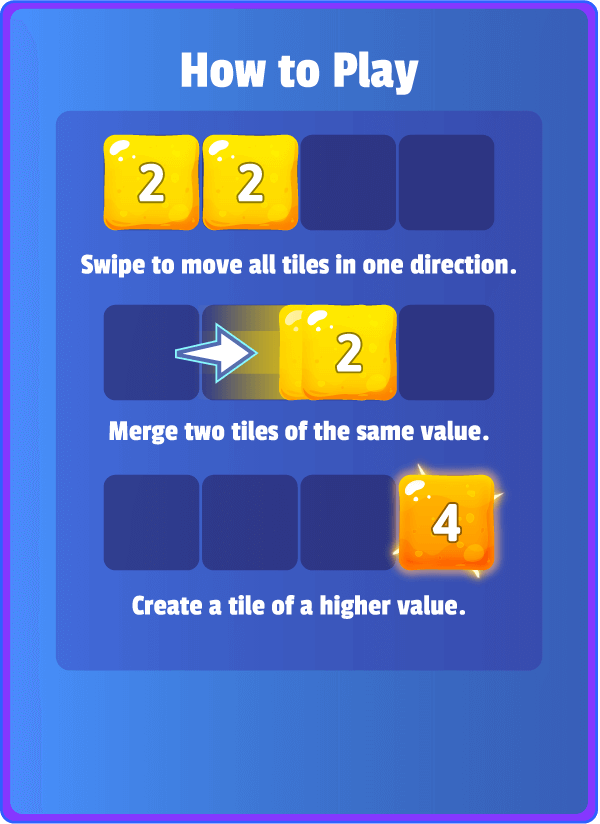 How to Play
2 2
Swipe to move all tiles in one direction.
2
Merge two tiles of the same value.
4
Create a tile of a higher value.